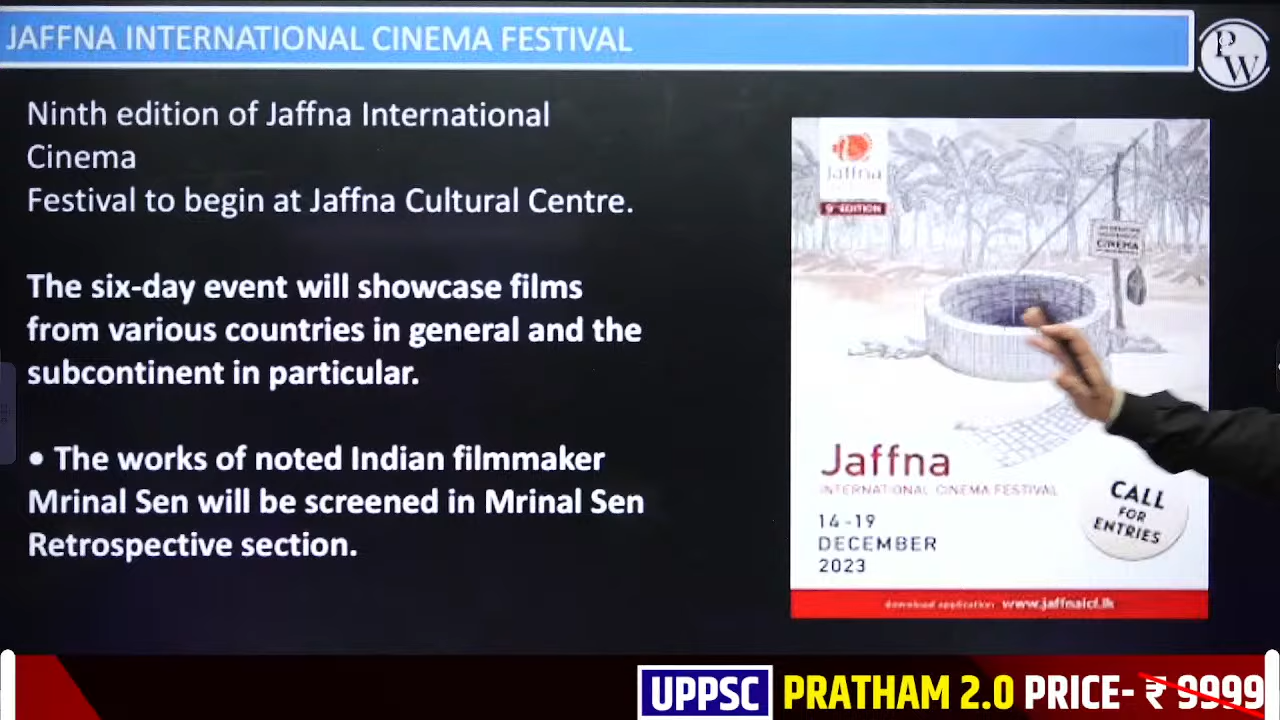 JAFFNA INTERNATIONAL CINEMA FESTIVAL
PW
Ninth edition of Jaffna International
Cinema
Festival to begin at Jaffna Cultural Centre.
The six-day event will showcase films
from various countries in general and the
subcontinent in particular.
• The works of noted Indian filmmaker
Mrinal Sen will be screened in Mrinal Sen
Retrospective section.
Jaffna
9th EDITION
CINEMA
Jaffna
INTERNATIONAL CINEMA FESTIVAL
14-19
DECEMBER
2023
CALL
FOR
ENTRIES
download application www.jaffnaicf.lk
UPPSC PRATHAM 2.0 PRICE- ₹ 9999